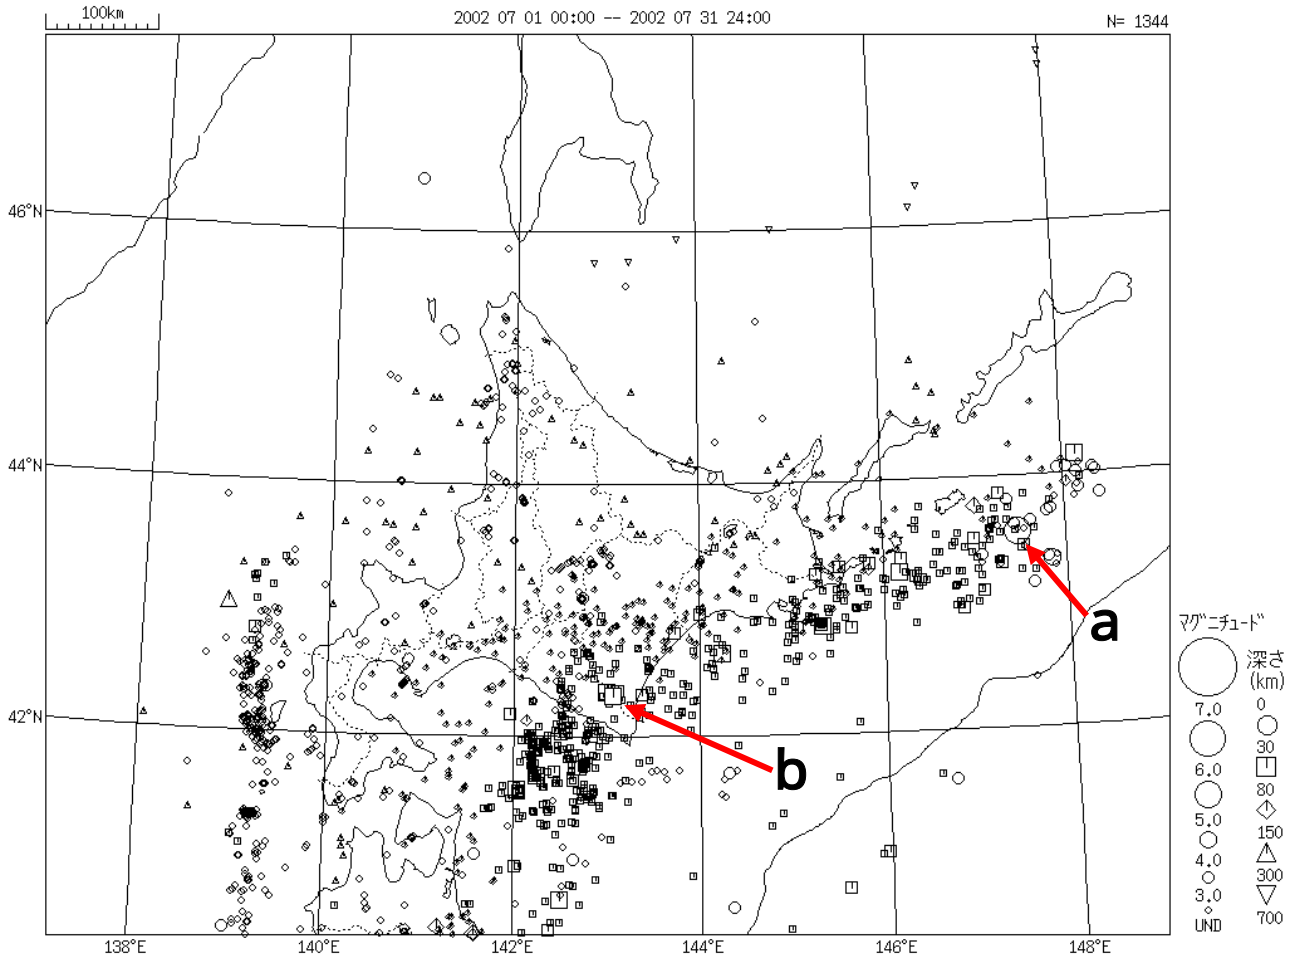 100km
2002 07 01 00:00 -- 2002 07 31 24:00
N= 1344
46°N
44°N
42°N
a
b
138°E
140°E
142°E
144°E
146°E
148°E
ﾏｸﾞﾆﾁｭｰﾄﾞ
7.0
6.0
5.0
4.0
3.0
UND
深さ
(km)
0
30
80
150
300
700